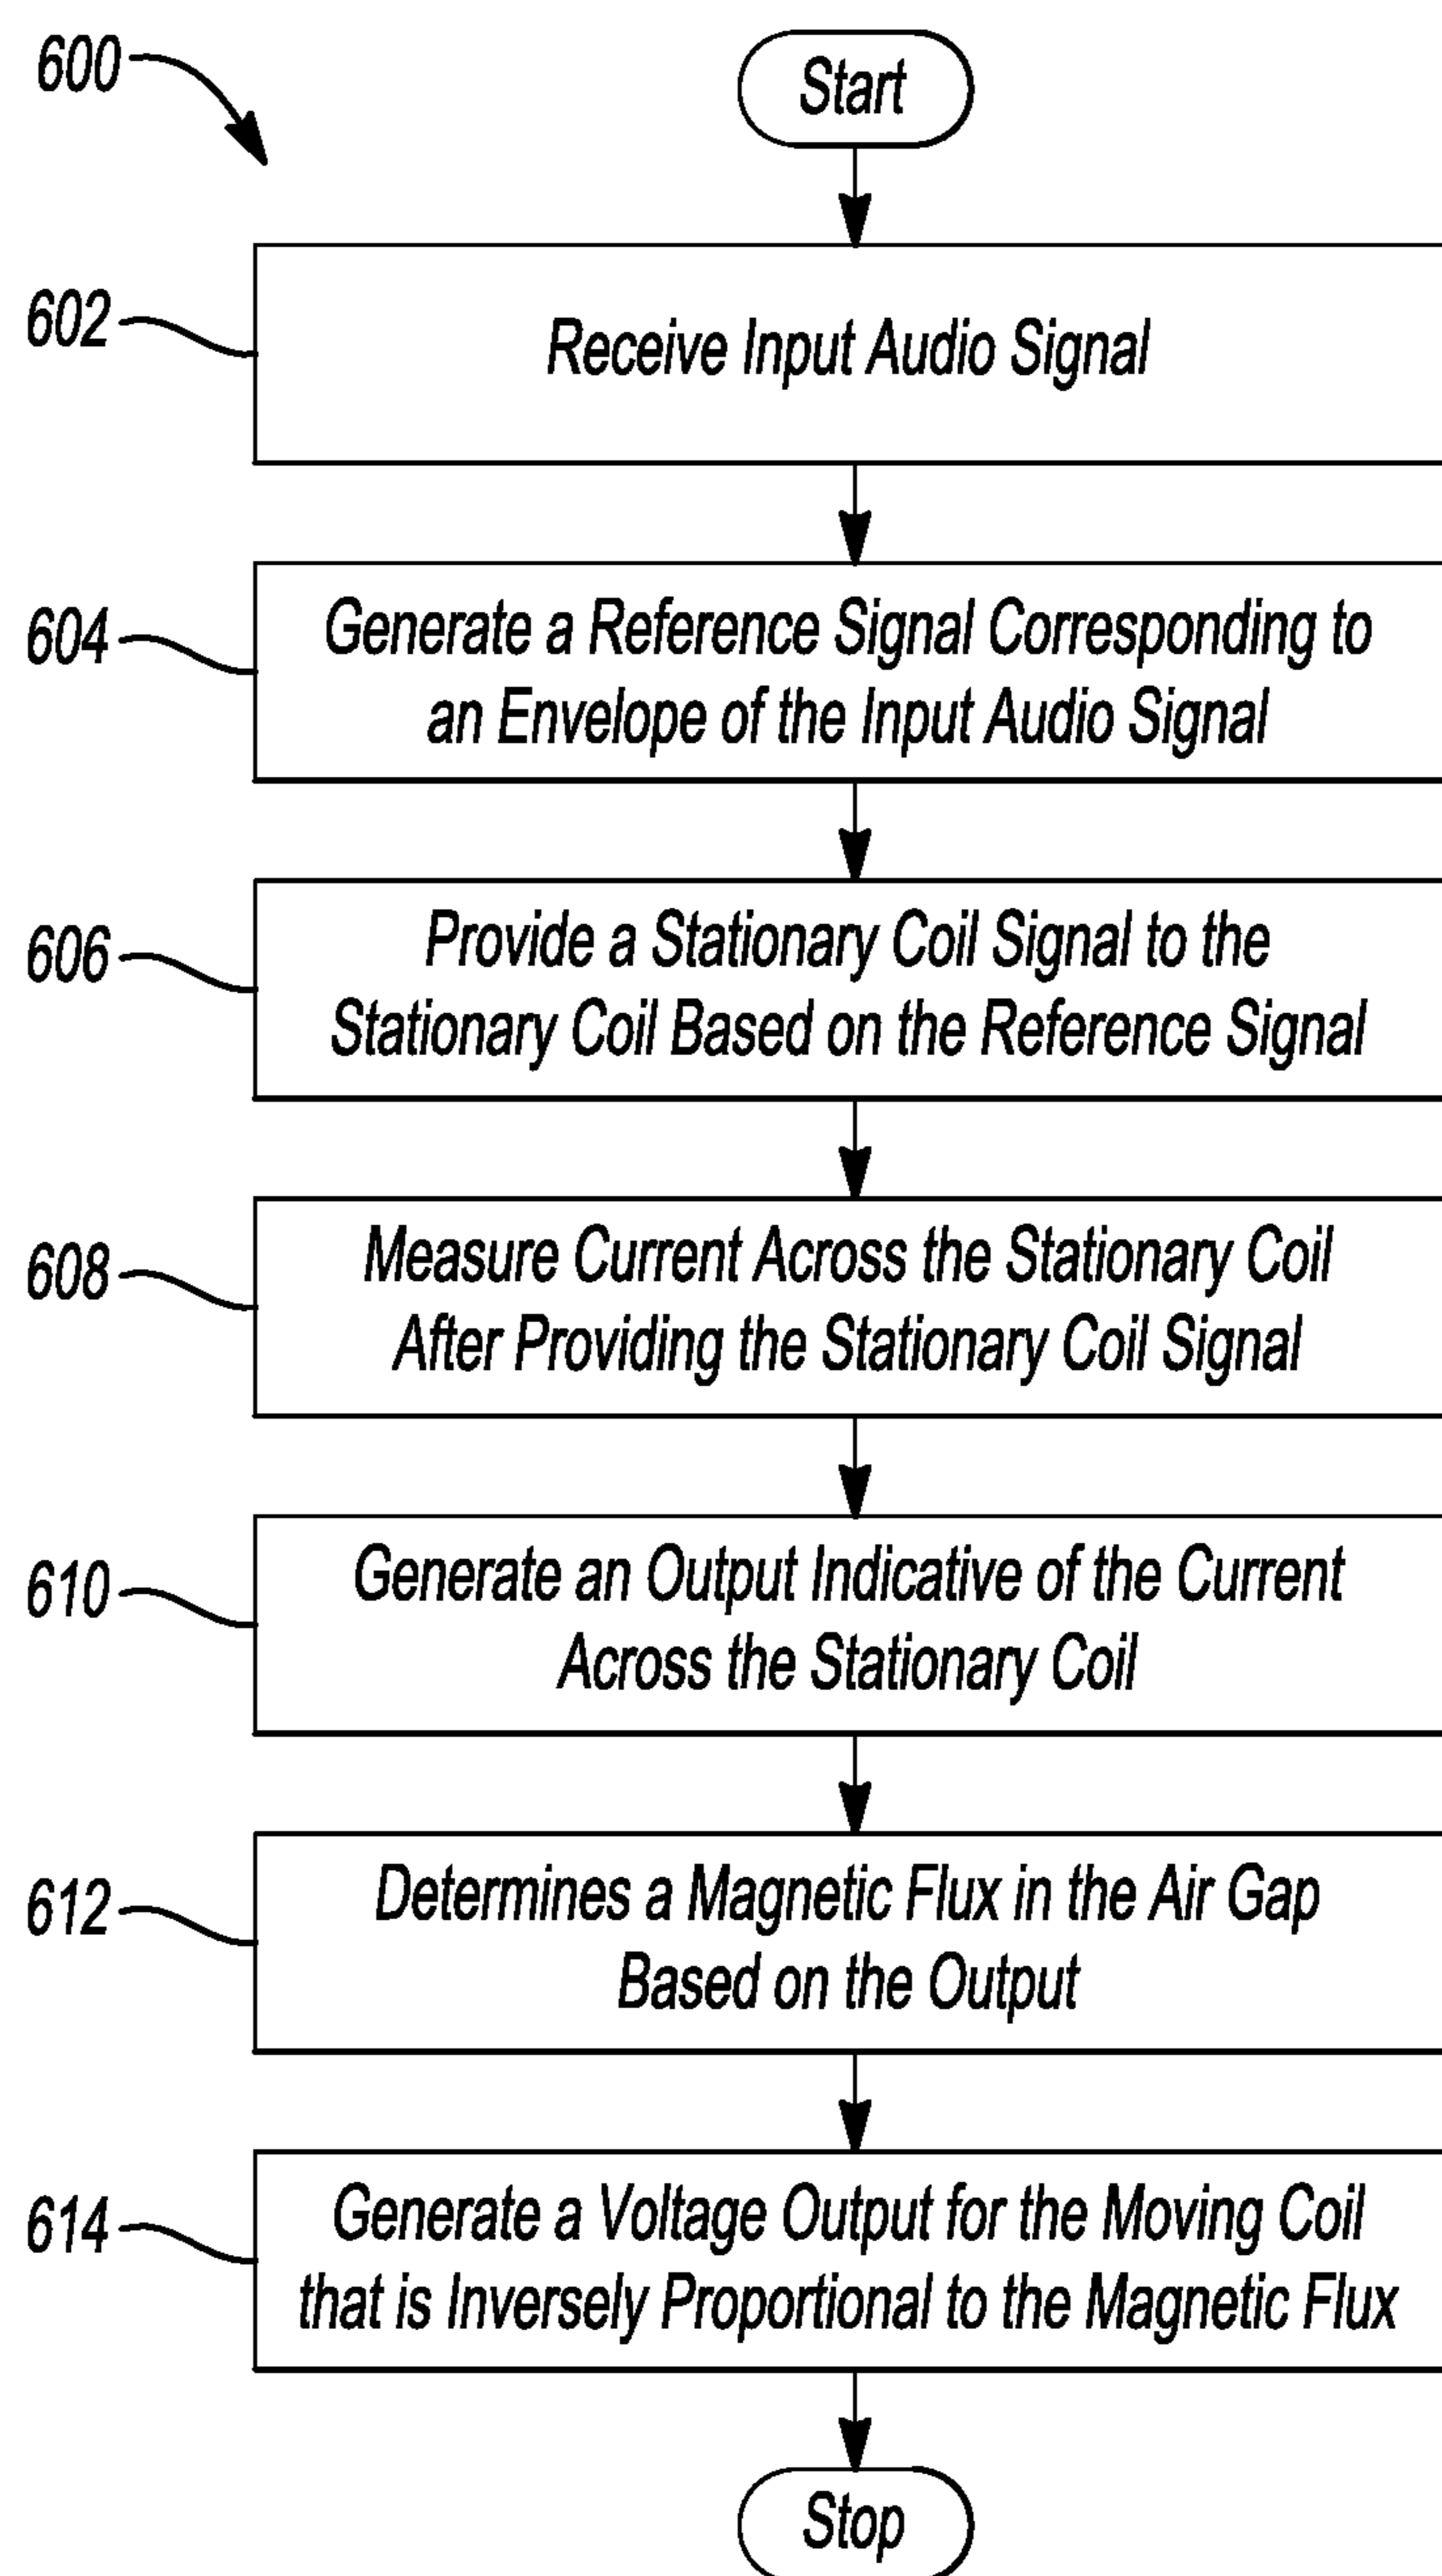 600
Start
602
Receive Input Audio Signal
604
Generate a Reference Signal Corresponding to
an Envelope of the Input Audio Signal
606
Provide a Stationary Coil Signal to the
Stationary Coil Based on the Reference Signal
608
Measure Current Across the Stationary Coil
After Providing the Stationary Coil Signal
610
Generate an Output Indicative of the Current
Across the Stationary Coil
612
Determines a Magnetic Flux in the Air Gap
Based on the Output
614
Generate a Voltage Output for the Moving Coil
that is Inversely Proportional to the Magnetic Flux
Stop